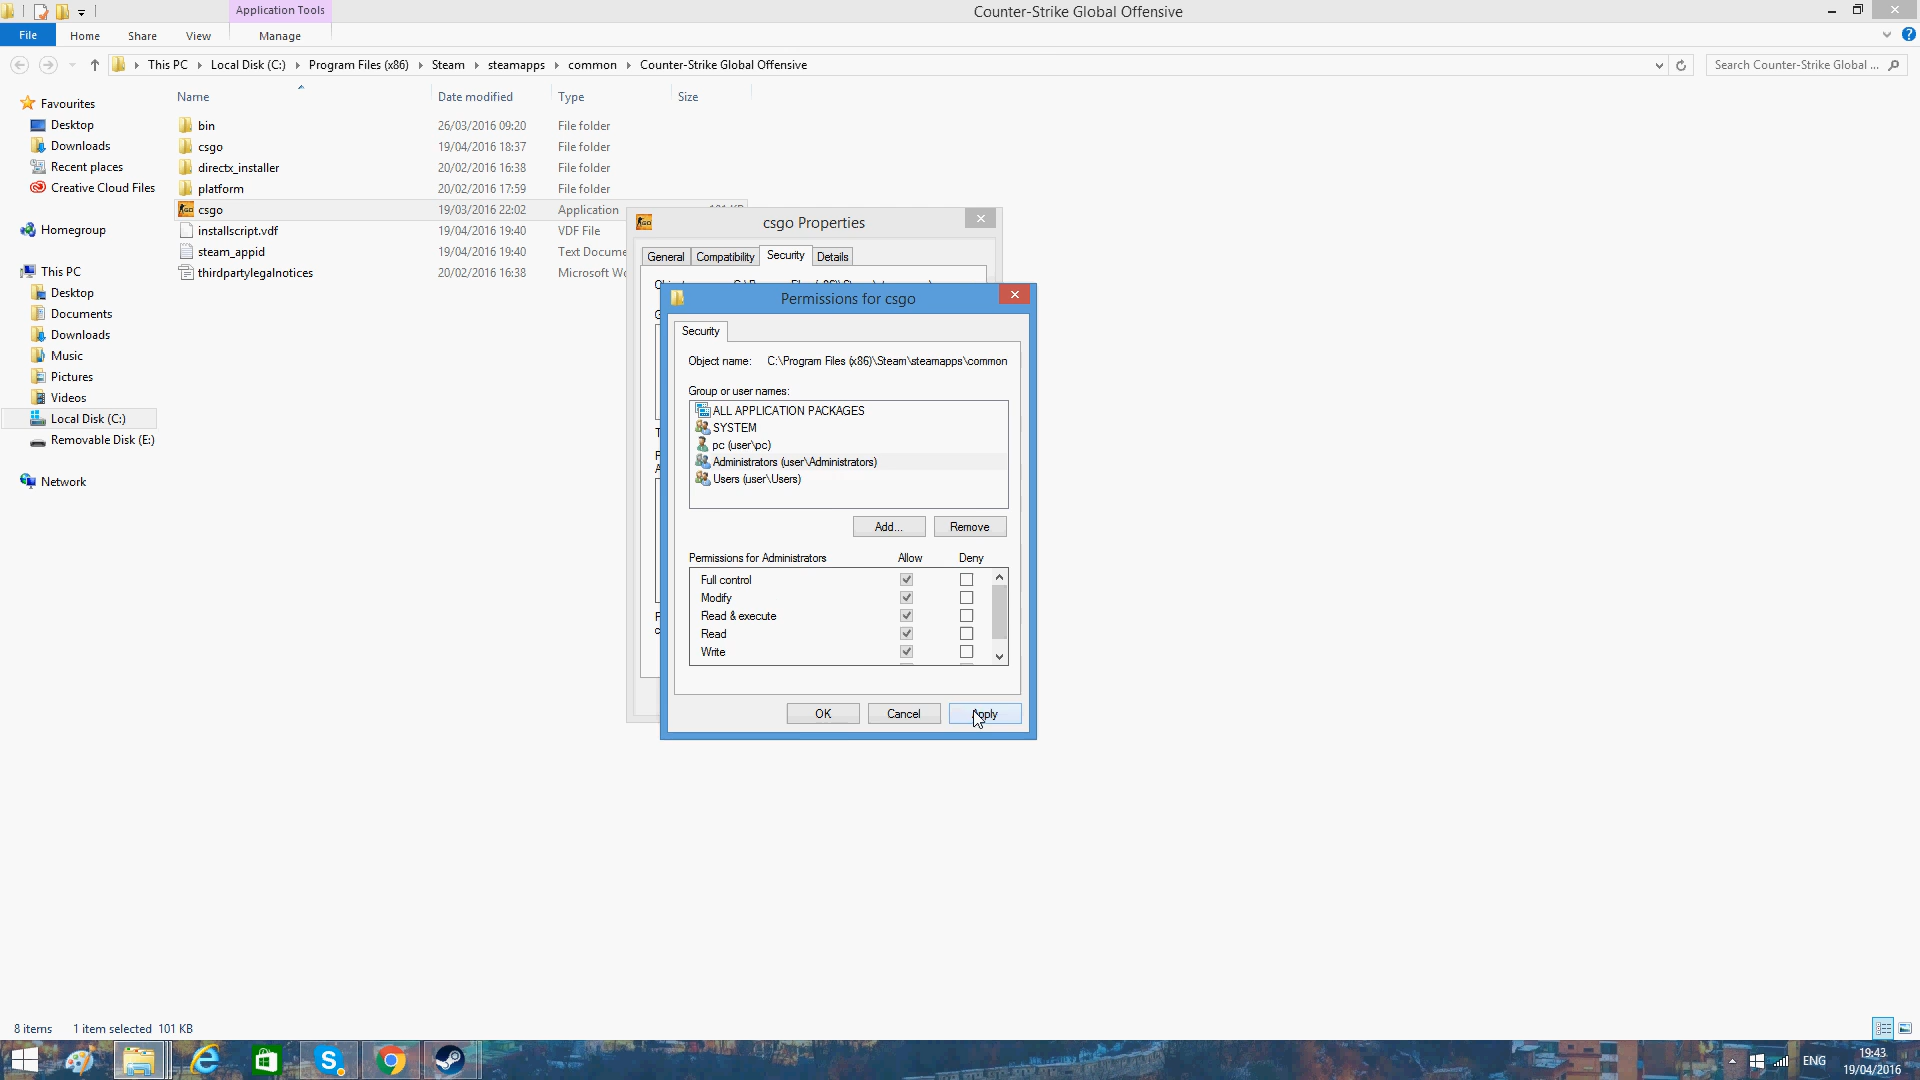 Application Tools
Counter-Strike Global Offensive
File
Home
Share
View
Manage
This PC
Local Disk (C:)
Program Files (x86)
Steam
steamapps
common
Counter-Strike Global Offensive
Search Counter-Strike Global ...
Name
Date modified
Type
Size
Favourites
Desktop
Downloads
Recent places
Creative Cloud Files
Homegroup
This PC
Desktop
Documents
Downloads
Music
Pictures
Videos
Local Disk (C:)
Removable Disk (E:)
Network
bin 26/03/2016 09:20 File folder
csgo 19/04/2016 18:37 File folder
directx_installer 20/02/2016 16:38 File folder
platform 20/02/2016 17:59 File folder
csgo 19/03/2016 22:02 Application
installscript.vdf 19/04/2016 19:40 VDF File
steam_appid 19/04/2016 19:40 Text Docume
thirdpartylegalnotices 20/02/2016 16:38 Microsoft Wo
csgo Properties
General
Compatibility
Security
Details
Permissions for csgo
Security
Object name: C:\Program Files (x86)\Steam\steamapps\common
Group or user names:
ALL APPLICATION PACKAGES
SYSTEM
pc (user\pc)
Administrators (user\Administrators)
Users (user\Users)
Add...
Remove
Permissions for Administrators Allow Deny
Full control
Modify
Read & execute
Read
Write
OK
Cancel
Apply
8 items 1 item selected 101 KB
ENG
19:43
19/04/2016